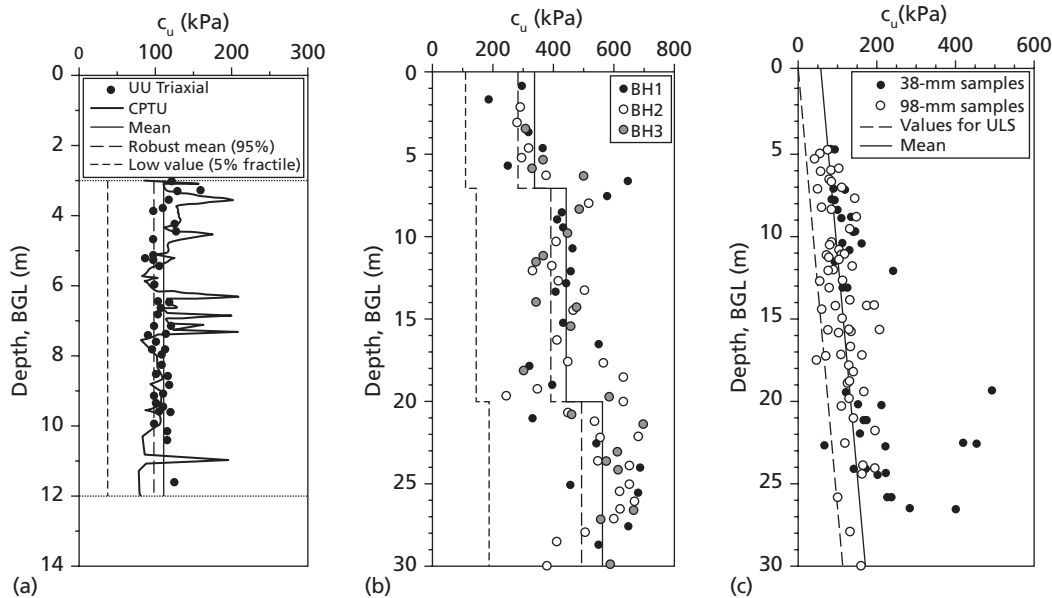 c_u (kPa)
0 100 200 300
0
2
4
6
8
10
12
Depth, BGL (m)
UU Triaxial
CPTU
Mean
Robust mean (95%)
Low value (5% fractile)
(a)
c_u (kPa)
0 200 400 600 800
0
5
10
15
20
25
30
Depth, BGL (m)
BH1
BH2
BH3
(b)
c_u (kPa)
0 200 400 600
0
5
10
15
20
25
30
Depth, BGL (m)
38-mm samples
98-mm samples
Values for ULS
Mean
(c)